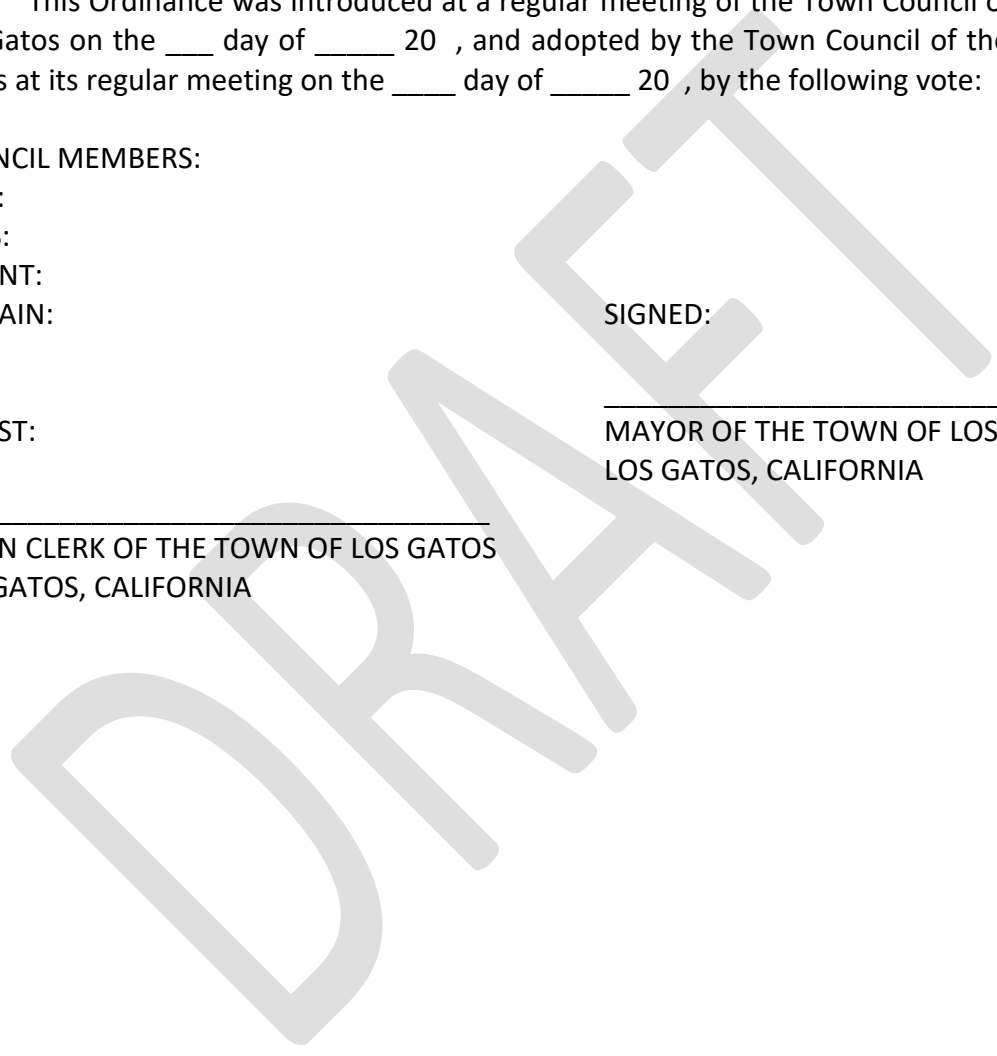 This Ordinance was introduced at a regular meeting of the Town Council
Gatos on the ___ day of _____ 20 , and adopted by the Town Council of the
s at its regular meeting on the ____ day of _____ 20 , by the following vote:
NCIL MEMBERS:
:
:
NT:
AIN:
SIGNED:
ST:
MAYOR OF THE TOWN OF LOS
LOS GATOS, CALIFORNIA
N CLERK OF THE TOWN OF LOS GATOS
GATOS, CALIFORNIA
DRAFT